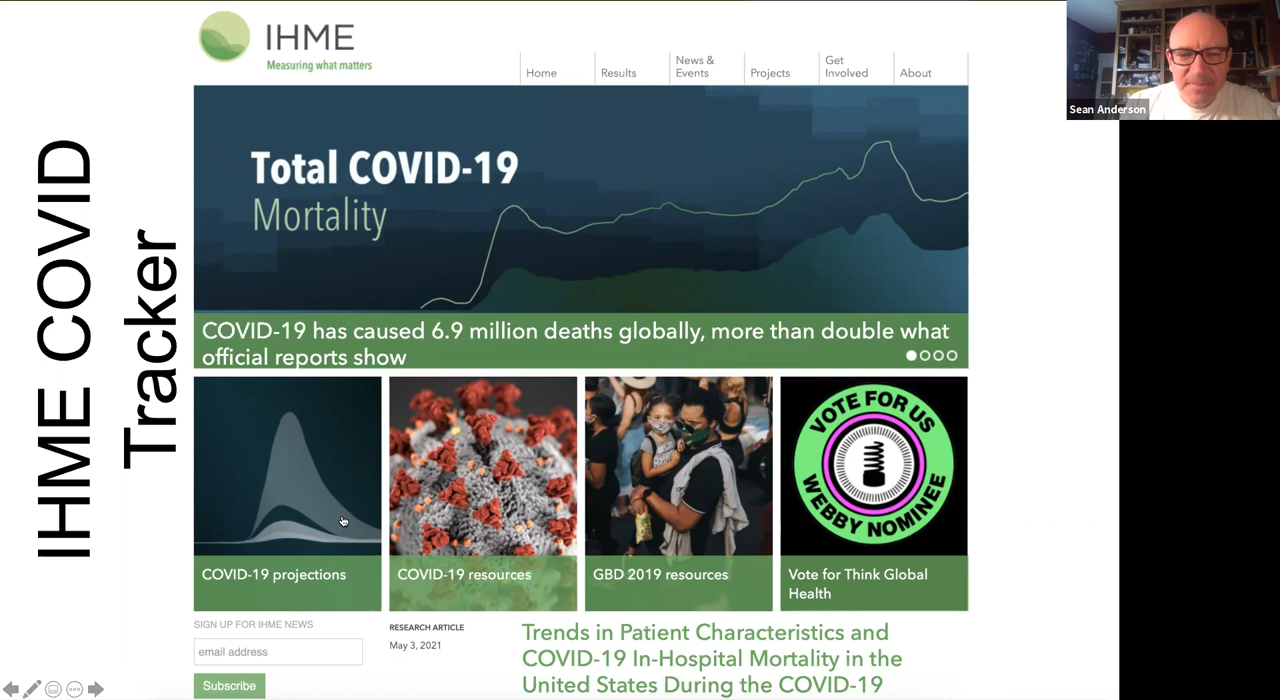 IHME COVID
Tracker
IHME
Measuring what matters
Home
Results
News &
Events
Projects
Get
Involved
About
Sean Anderson
Total COVID-19
Mortality
COVID-19 has caused 6.9 million deaths globally, more than double what
official reports show
VOTE FOR US
WEBBY NOMINEE
COVID-19 projections
COVID-19 resources
GBD 2019 resources
Vote for Think Global
Health
SIGN UP FOR IHME NEWS
email address
Subscribe
RESEARCH ARTICLE
May 3, 2021
Trends in Patient Characteristics and
COVID-19 In-Hospital Mortality in the
United States During the COVID-19